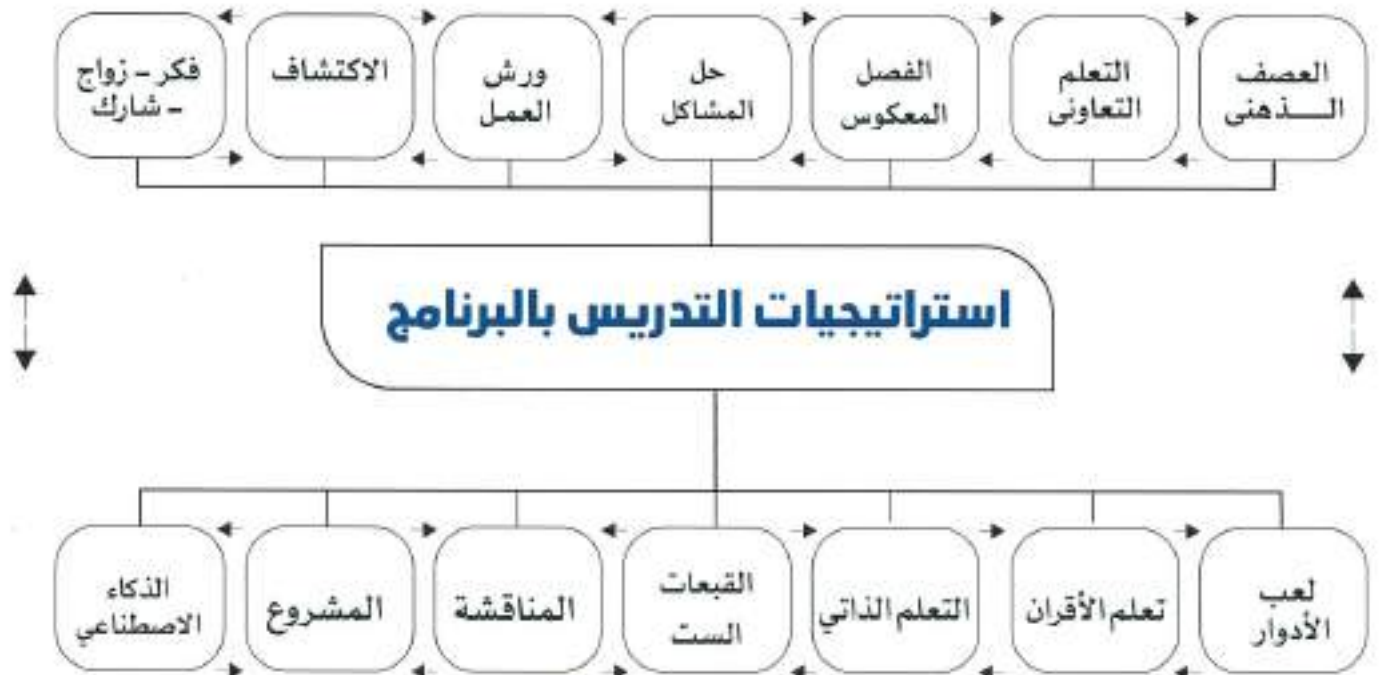 العصف
الـــذهنى
التعلم
التعاونى
الفصل
المعكوس
حل
المشاكل
ورش
العمل
الاكتشاف
فكر - زواج
- شارك
استراتيجيات التدريس بالبرنامج
لعب
الأدوار
تعلم الأقران
التعلم الذاتي
القبعات
الست
المناقشة
المشروع
الذكاء
الاصطناعي